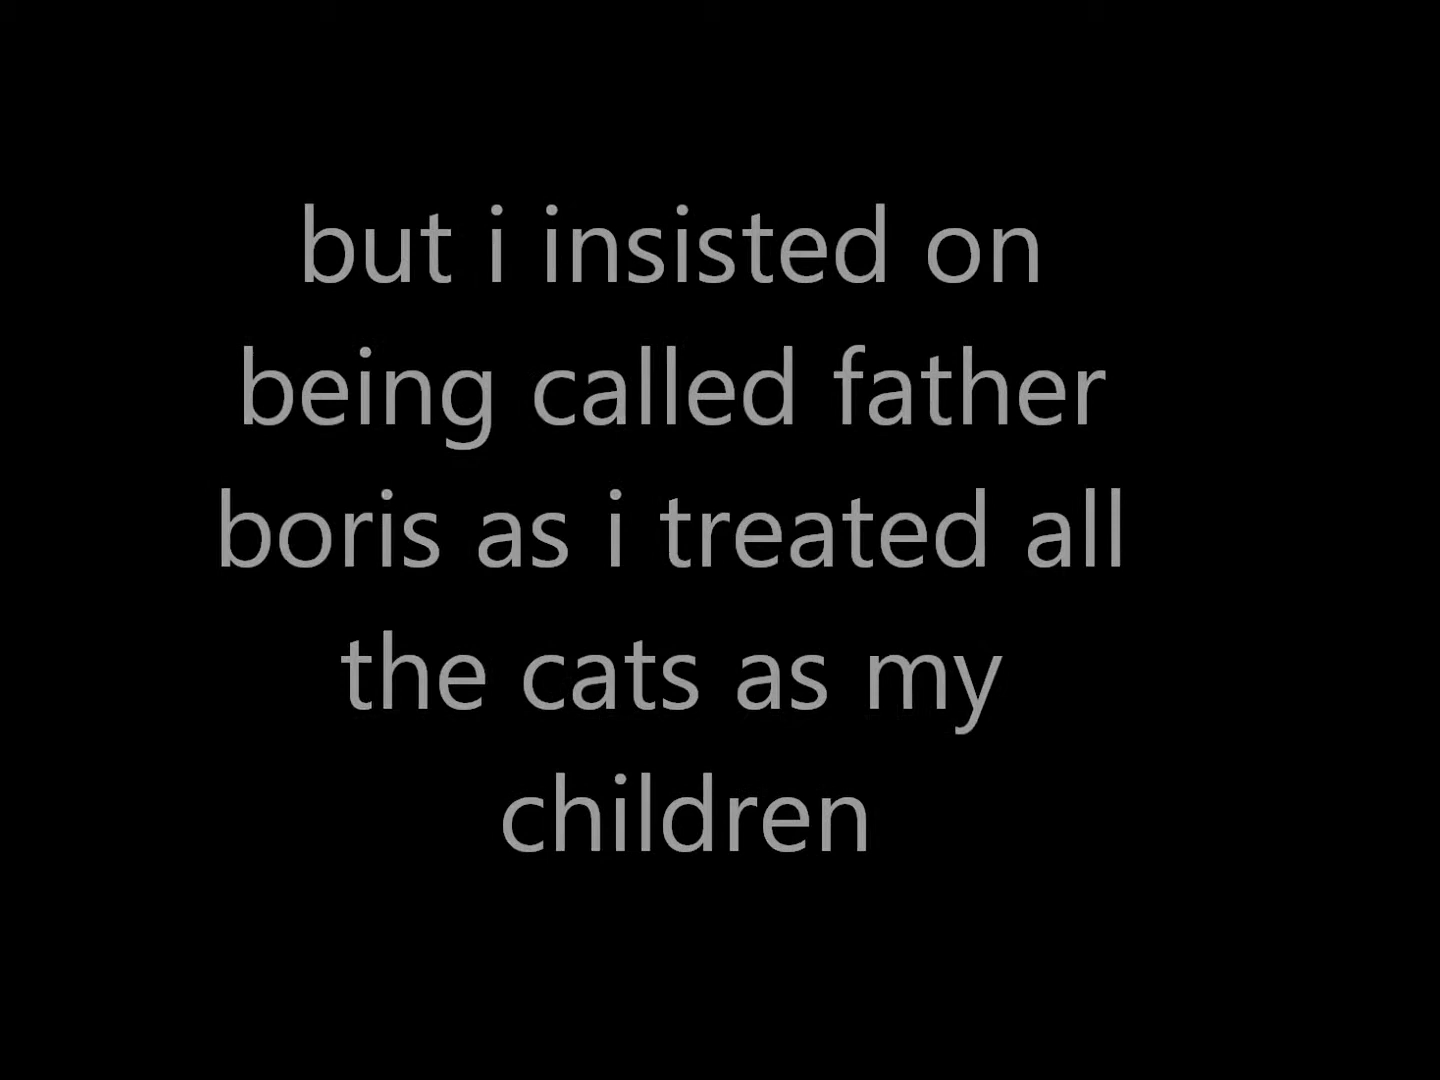 but i insisted on
being called father
boris as i treated all
the cats as my
children